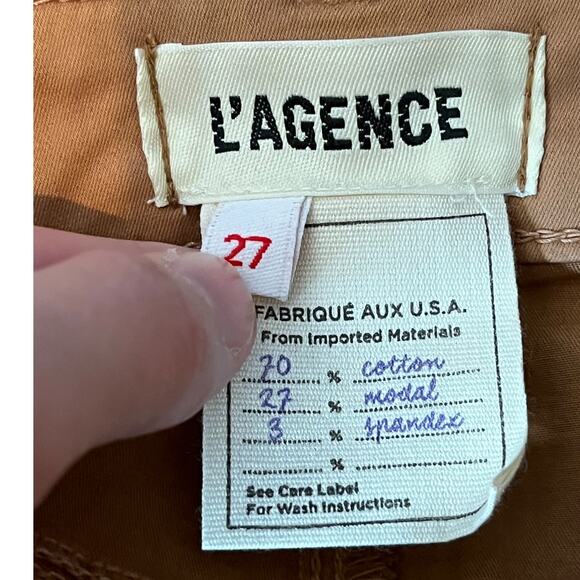 L'AGENCE
27
FABRIQUÉ AUX U.S.A.
From Imported Materials
70 % cotton
27 % modal
3 % spandex
%
See Care Label
For Wash Instructions